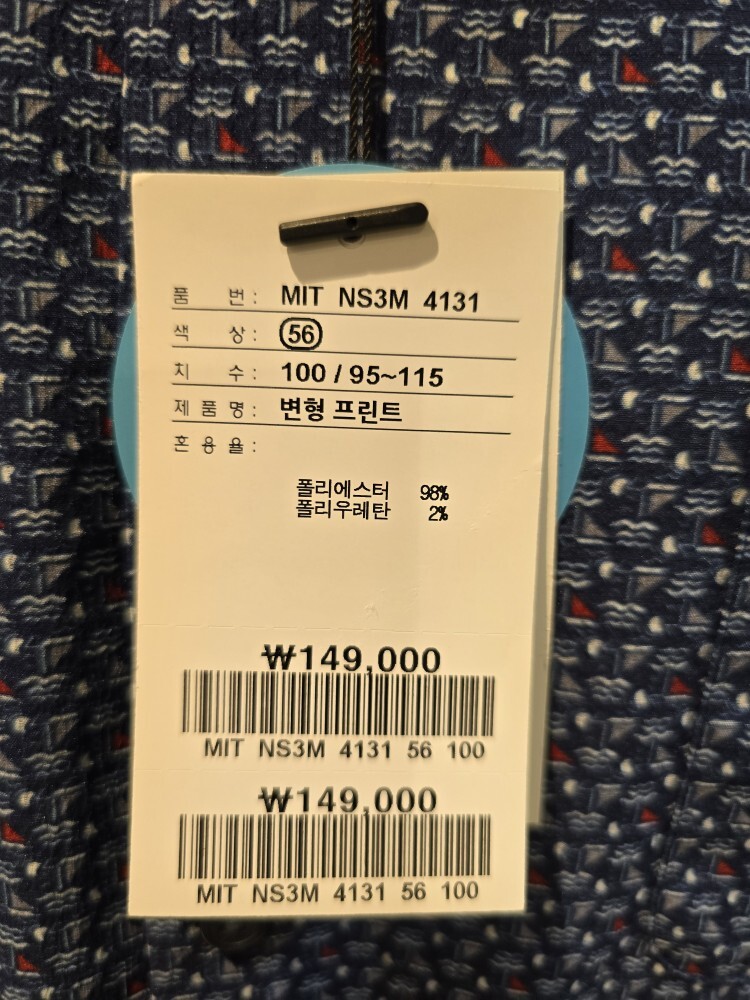 품 번 : MIT NS3M 4131
색 상 : 56
치 수 : 100 / 95~115
제 품 명 : 변형 프린트
혼 용 율 :
폴리에스터 98%
폴리우레탄 2%
₩149,000
MIT NS3M 4131 56 100
₩149,000
MIT NS3M 4131 56 100